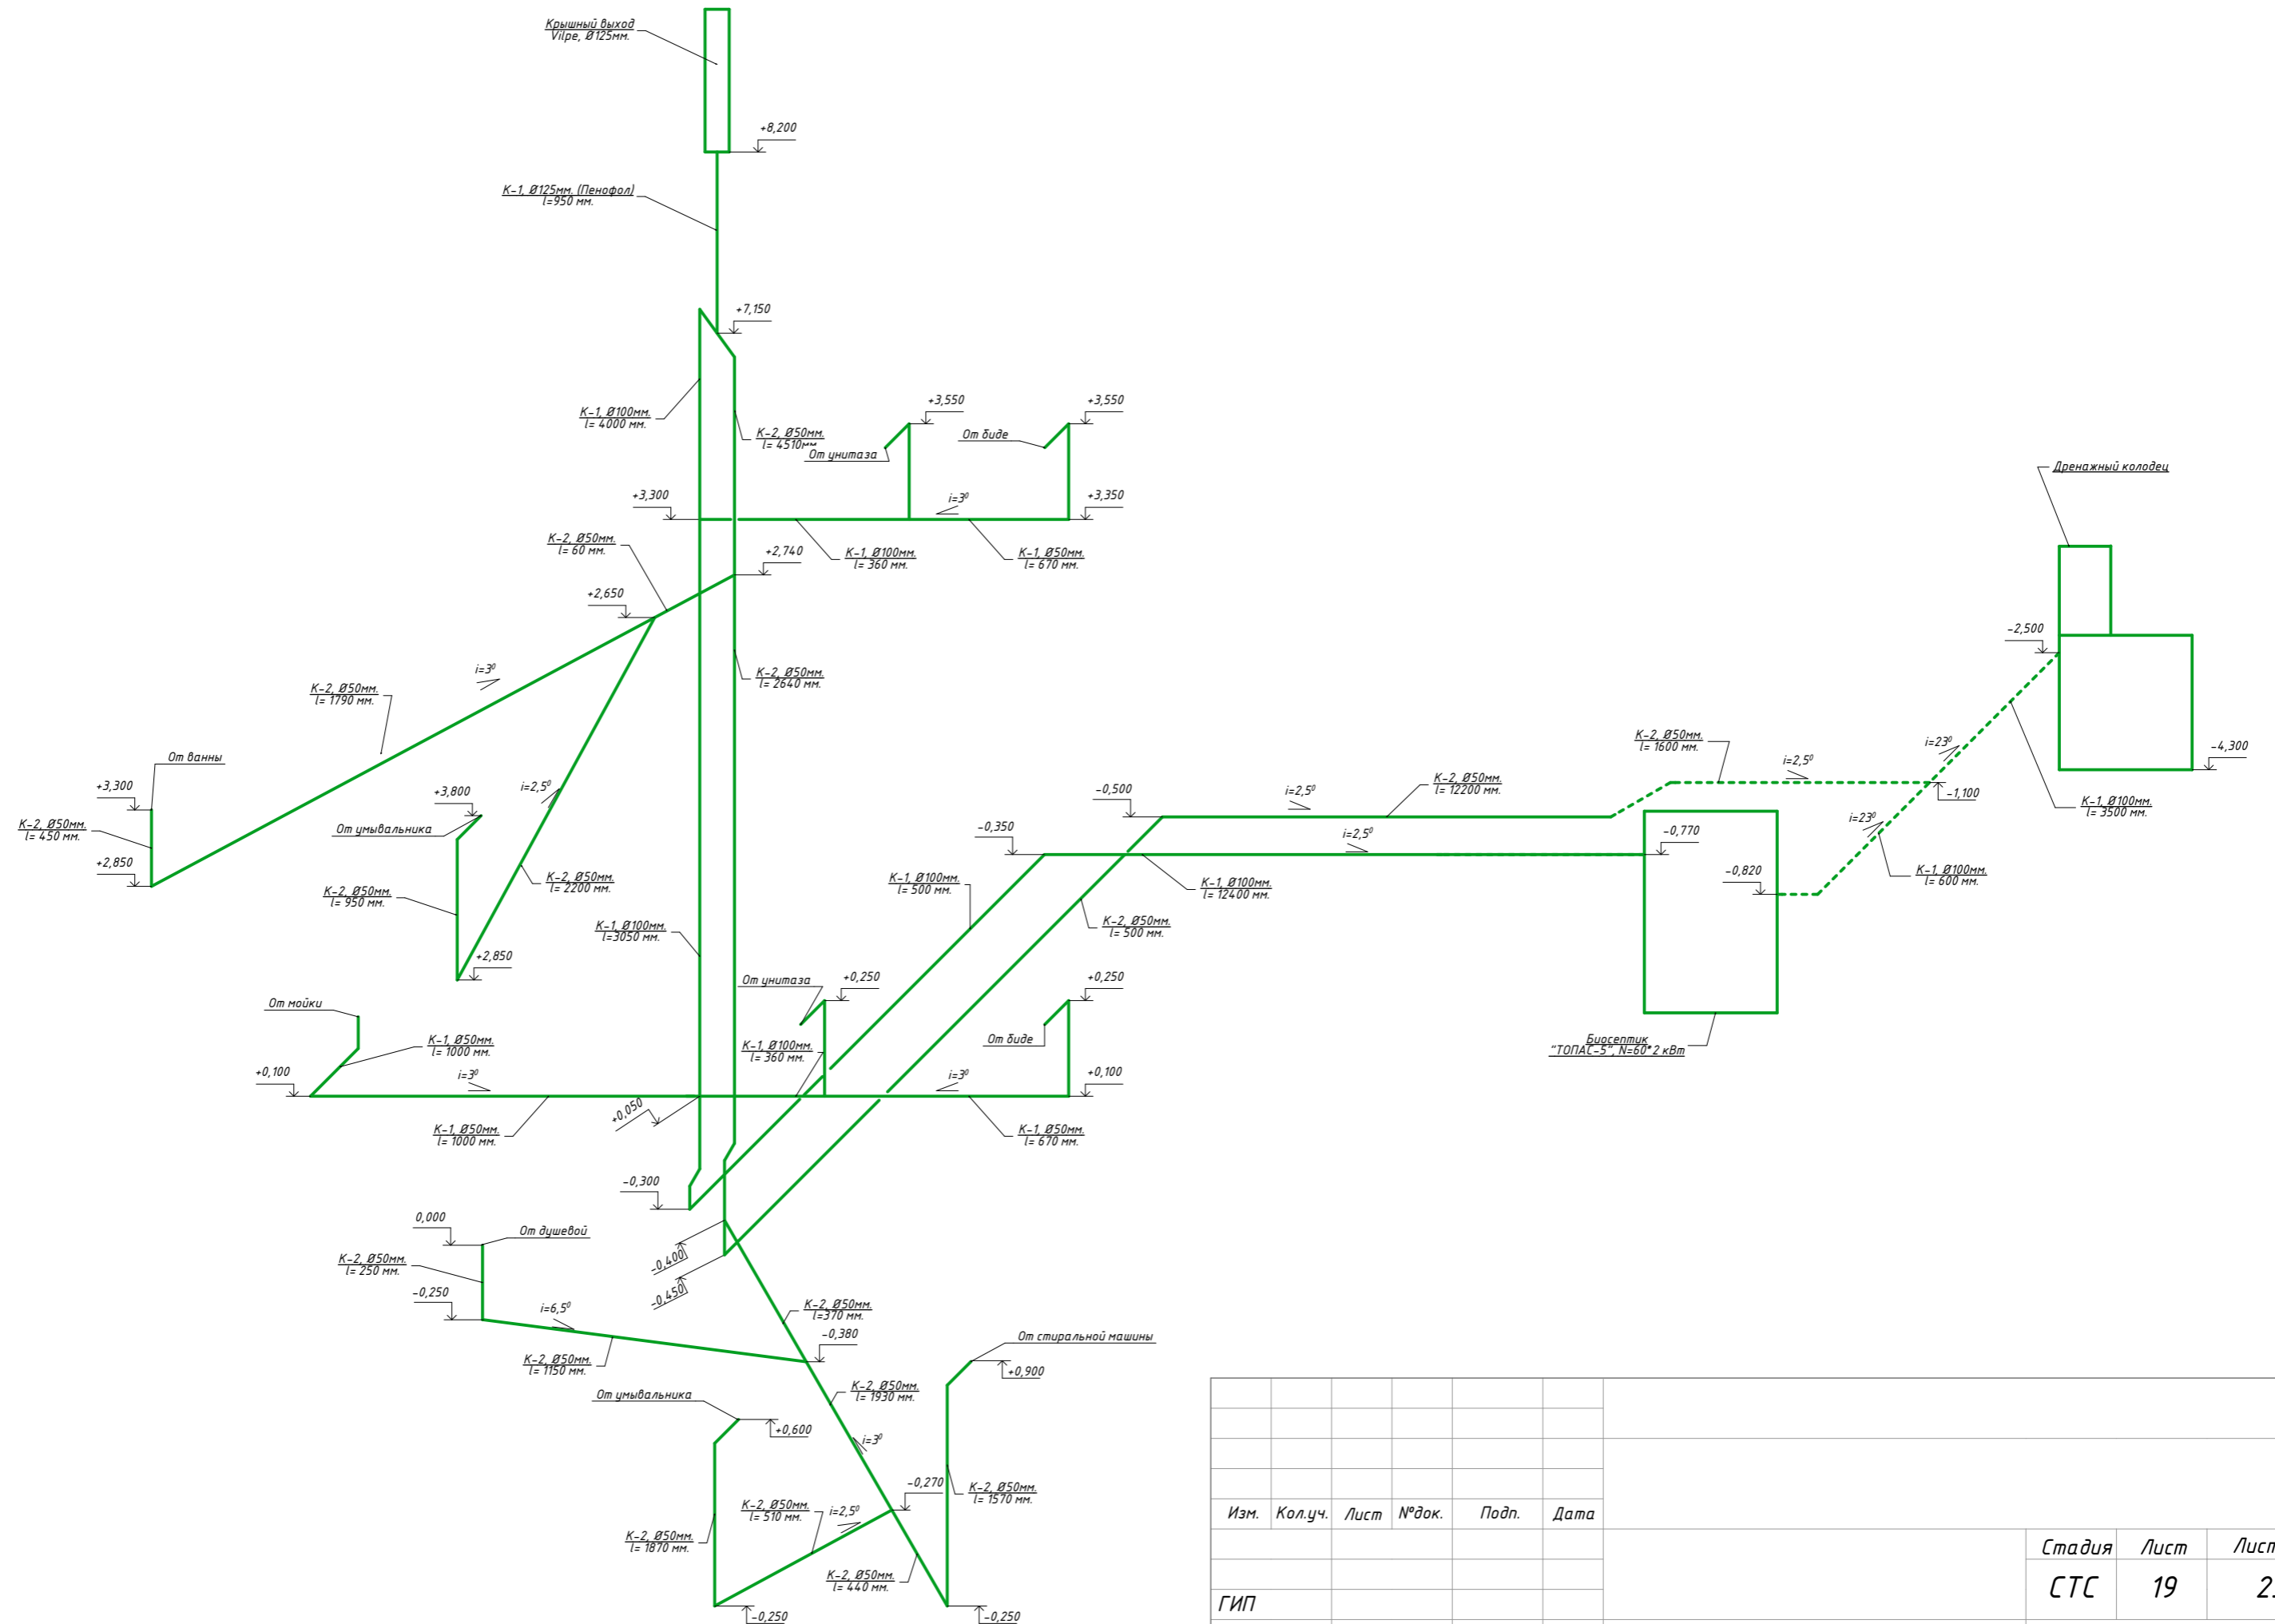 Крышный выход
Vilpe, Ø125мм.
+8,200
К-1, Ø125мм. (Пенофол)
l=950 мм.
+7,150
К-1, Ø100мм.
l= 4000 мм.
К-2, Ø50мм.
l= 4510мм
+3,550
От унитаза
+3,550
От биде
+3,300
i=3⁰
+3,350
К-2, Ø50мм.
l= 60 мм.
+2,740
К-1, Ø100мм.
l= 360 мм.
К-1, Ø50мм.
l= 670 мм.
+2,650
Дренажный колодец
-2,500
-4,300
i=3⁰
К-2, Ø50мм.
l= 1790 мм.
К-2, Ø50мм.
l= 2640 мм.
От ванны
+3,300
К-2, Ø50мм.
l= 450 мм.
+2,850
+3,800
i=2,5⁰
От умывальника
К-2, Ø50мм.
l= 950 мм.
К-2, Ø50мм.
l= 2200 мм.
+2,850
К-1, Ø100мм.
l=3050 мм.
-0,500
i=2,5⁰
К-2, Ø50мм.
l= 12200 мм.
К-2, Ø50мм.
l= 1600 мм.
i=2,5⁰
i=23⁰
-1,100
К-1, Ø100мм.
l= 3500 мм.
-0,350
i=2,5⁰
-0,770
i=23⁰
-0,820
К-1, Ø100мм.
l= 600 мм.
К-1, Ø100мм.
l= 500 мм.
К-1, Ø100мм.
l= 12400 мм.
К-2, Ø50мм.
l= 500 мм.
Биосептик
"ТОПАС-5", N=60*2 кВт
От мойки
К-1, Ø50мм.
l= 1000 мм.
От унитаза
+0,250
К-1, Ø100мм.
l= 360 мм.
+0,250
От биде
+0,100
i=3⁰
i=3⁰
+0,100
+0,050
К-1, Ø50мм.
l= 1000 мм.
К-1, Ø50мм.
l= 670 мм.
-0,300
0,000
От душевой
К-2, Ø50мм.
l= 250 мм.
-0,250
-0,400
-0,450
i=6,5⁰
К-2, Ø50мм.
l=370 мм.
-0,380
К-2, Ø50мм.
l= 1150 мм.
От стиральной машины
+0,900
К-2, Ø50мм.
l= 1930 мм.
От умывальника
+0,600
i=3⁰
-0,270
К-2, Ø50мм.
l= 1570 мм.
К-2, Ø50мм.
l= 510 мм.
i=2,5⁰
К-2, Ø50мм.
l= 1870 мм.
К-2, Ø50мм.
l= 440 мм.
-0,250
-0,250
Изм. Кол.уч. Лист №док. Подп. Дата
Стадия Лист Лист
СТС 19
ГИП